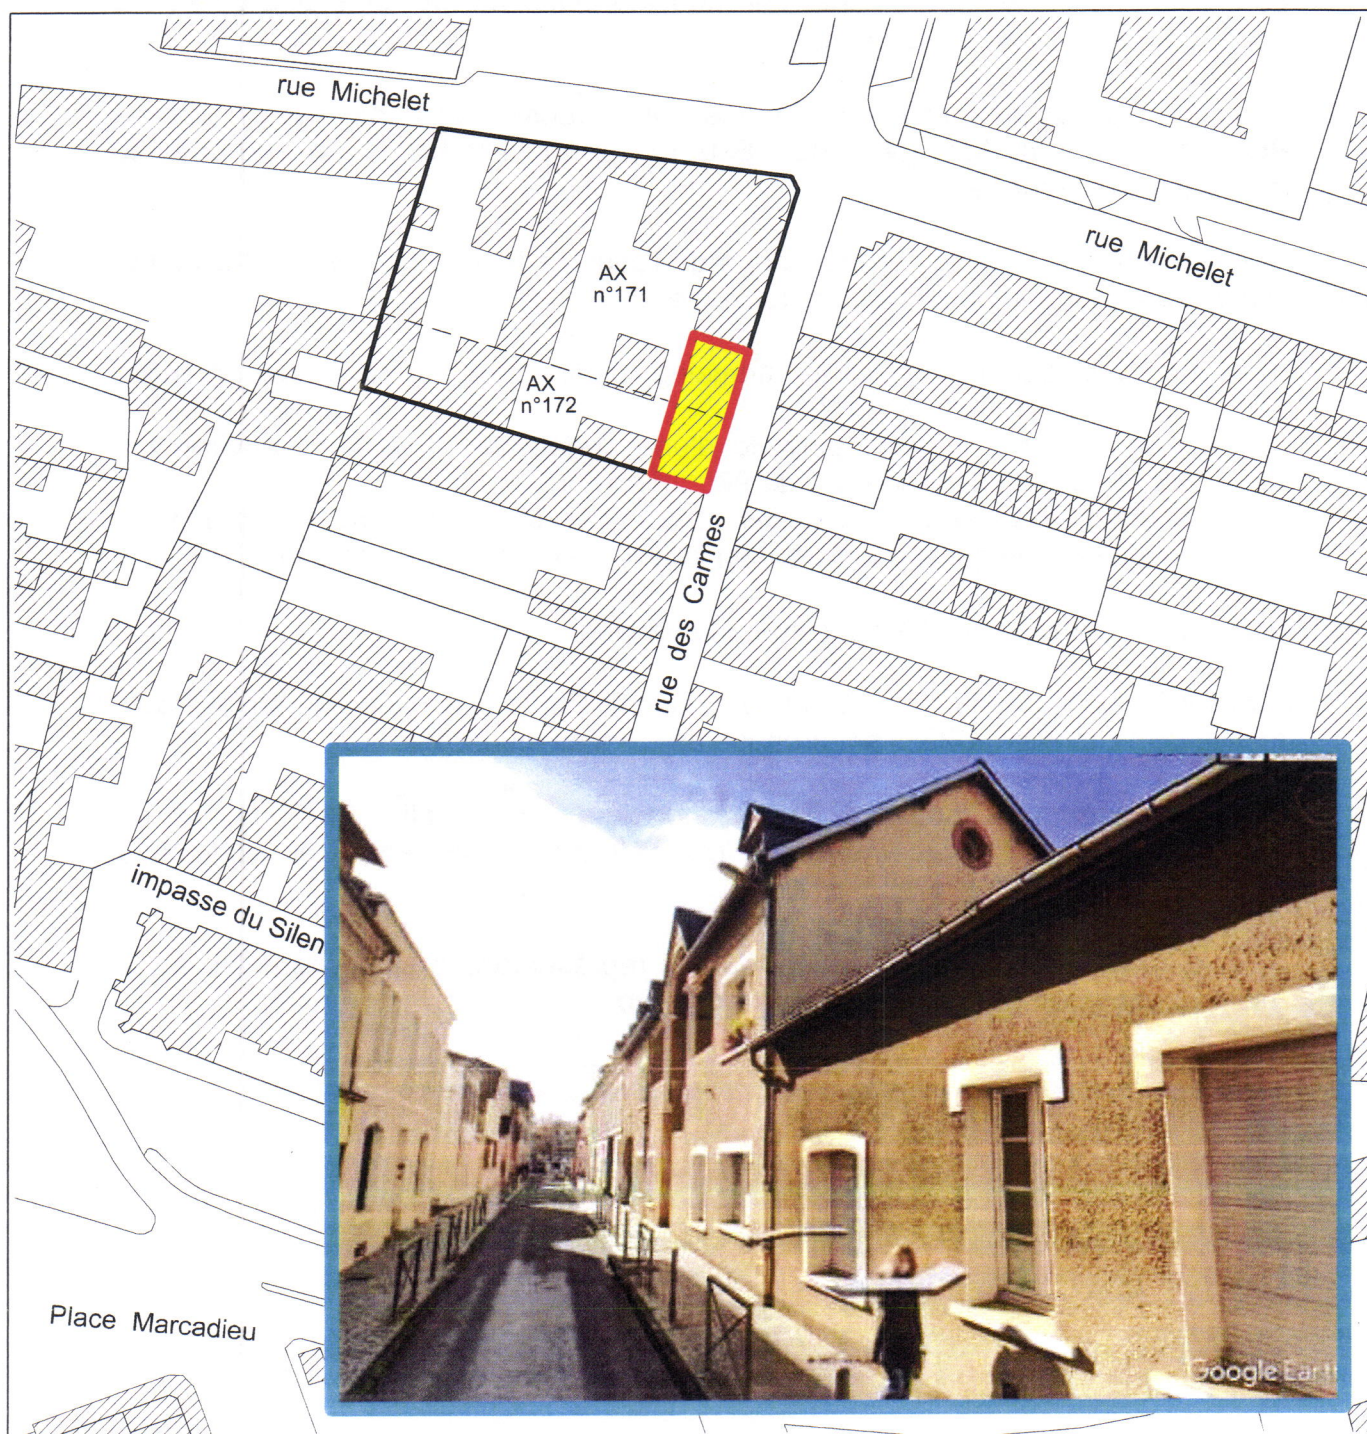 rue Michelet
rue Michelet
AX
n°171
AX
n°172
rue des Carmes
impasse du Silen
Place Marcadieu
Google Eart